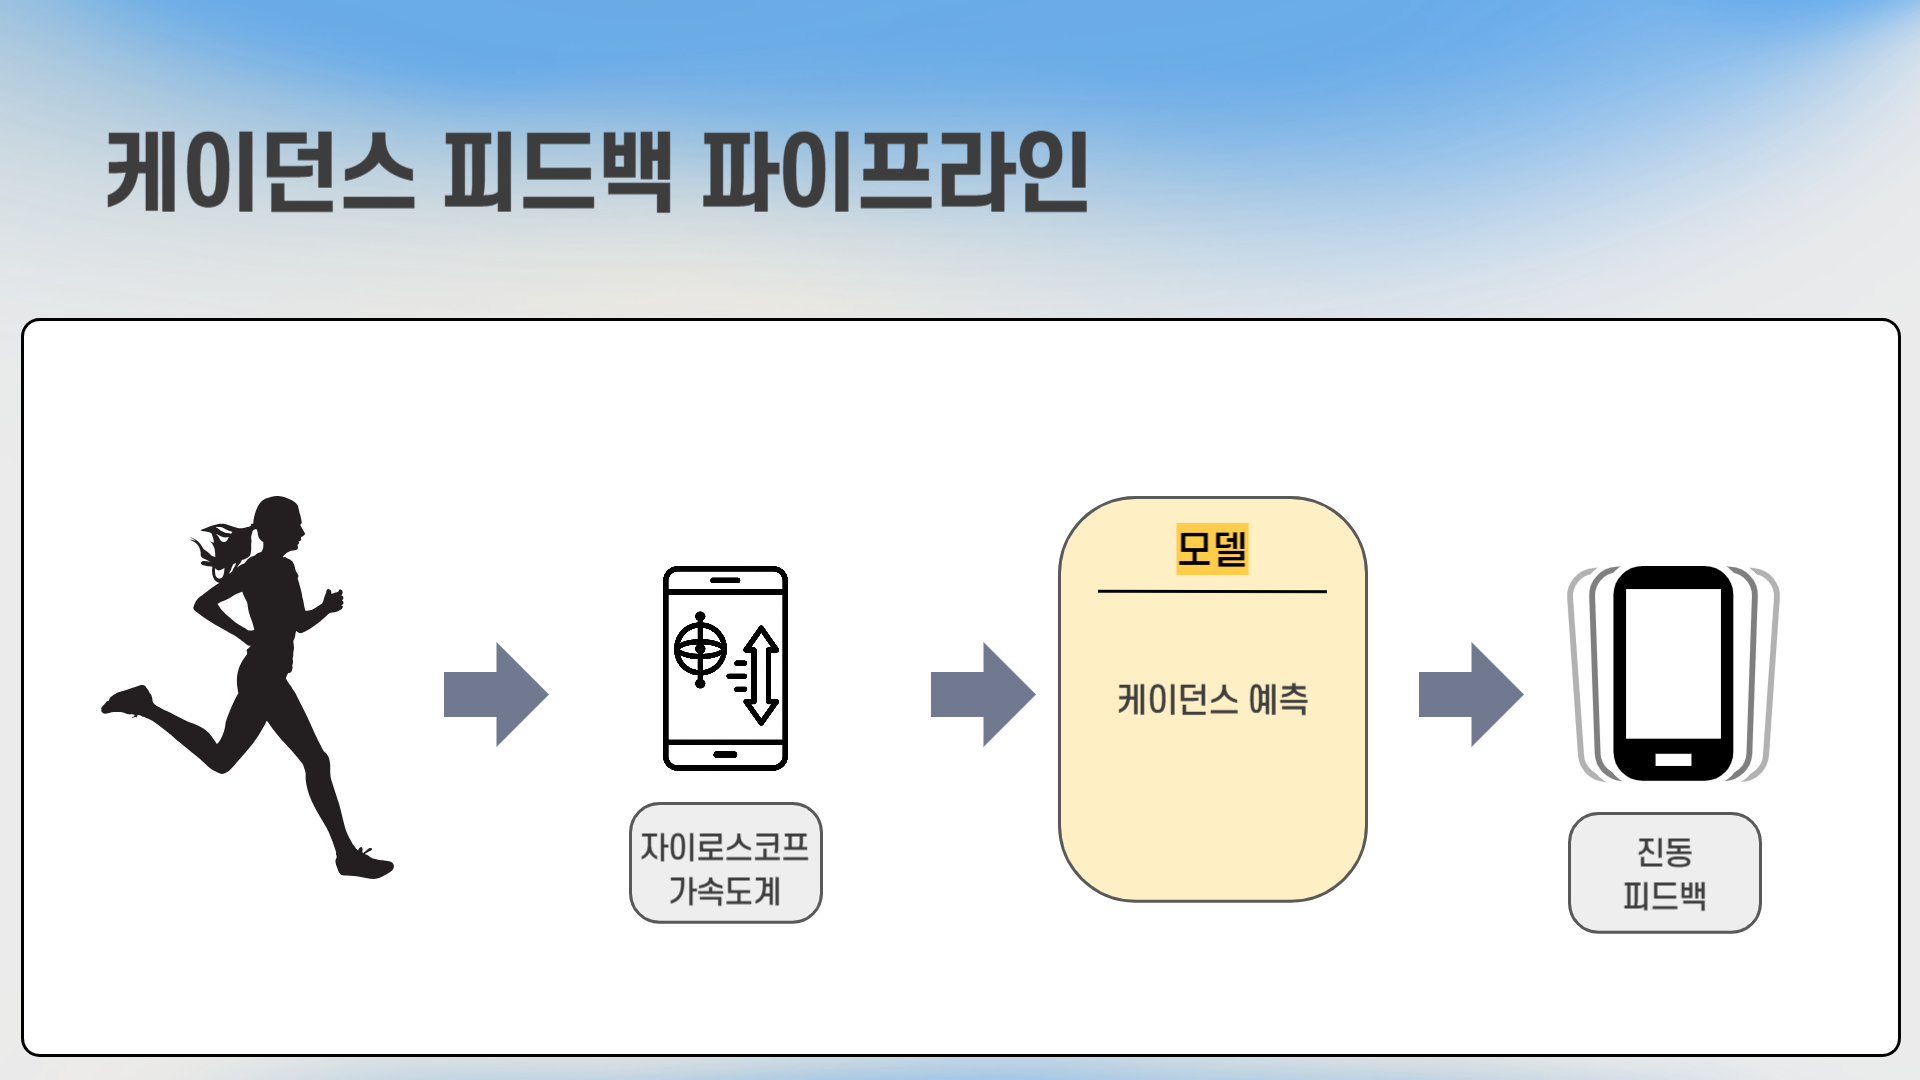 케이던스 피드백 파이프라인
자이로스코프
가속도계
모델
케이던스 예측
진동
피드백